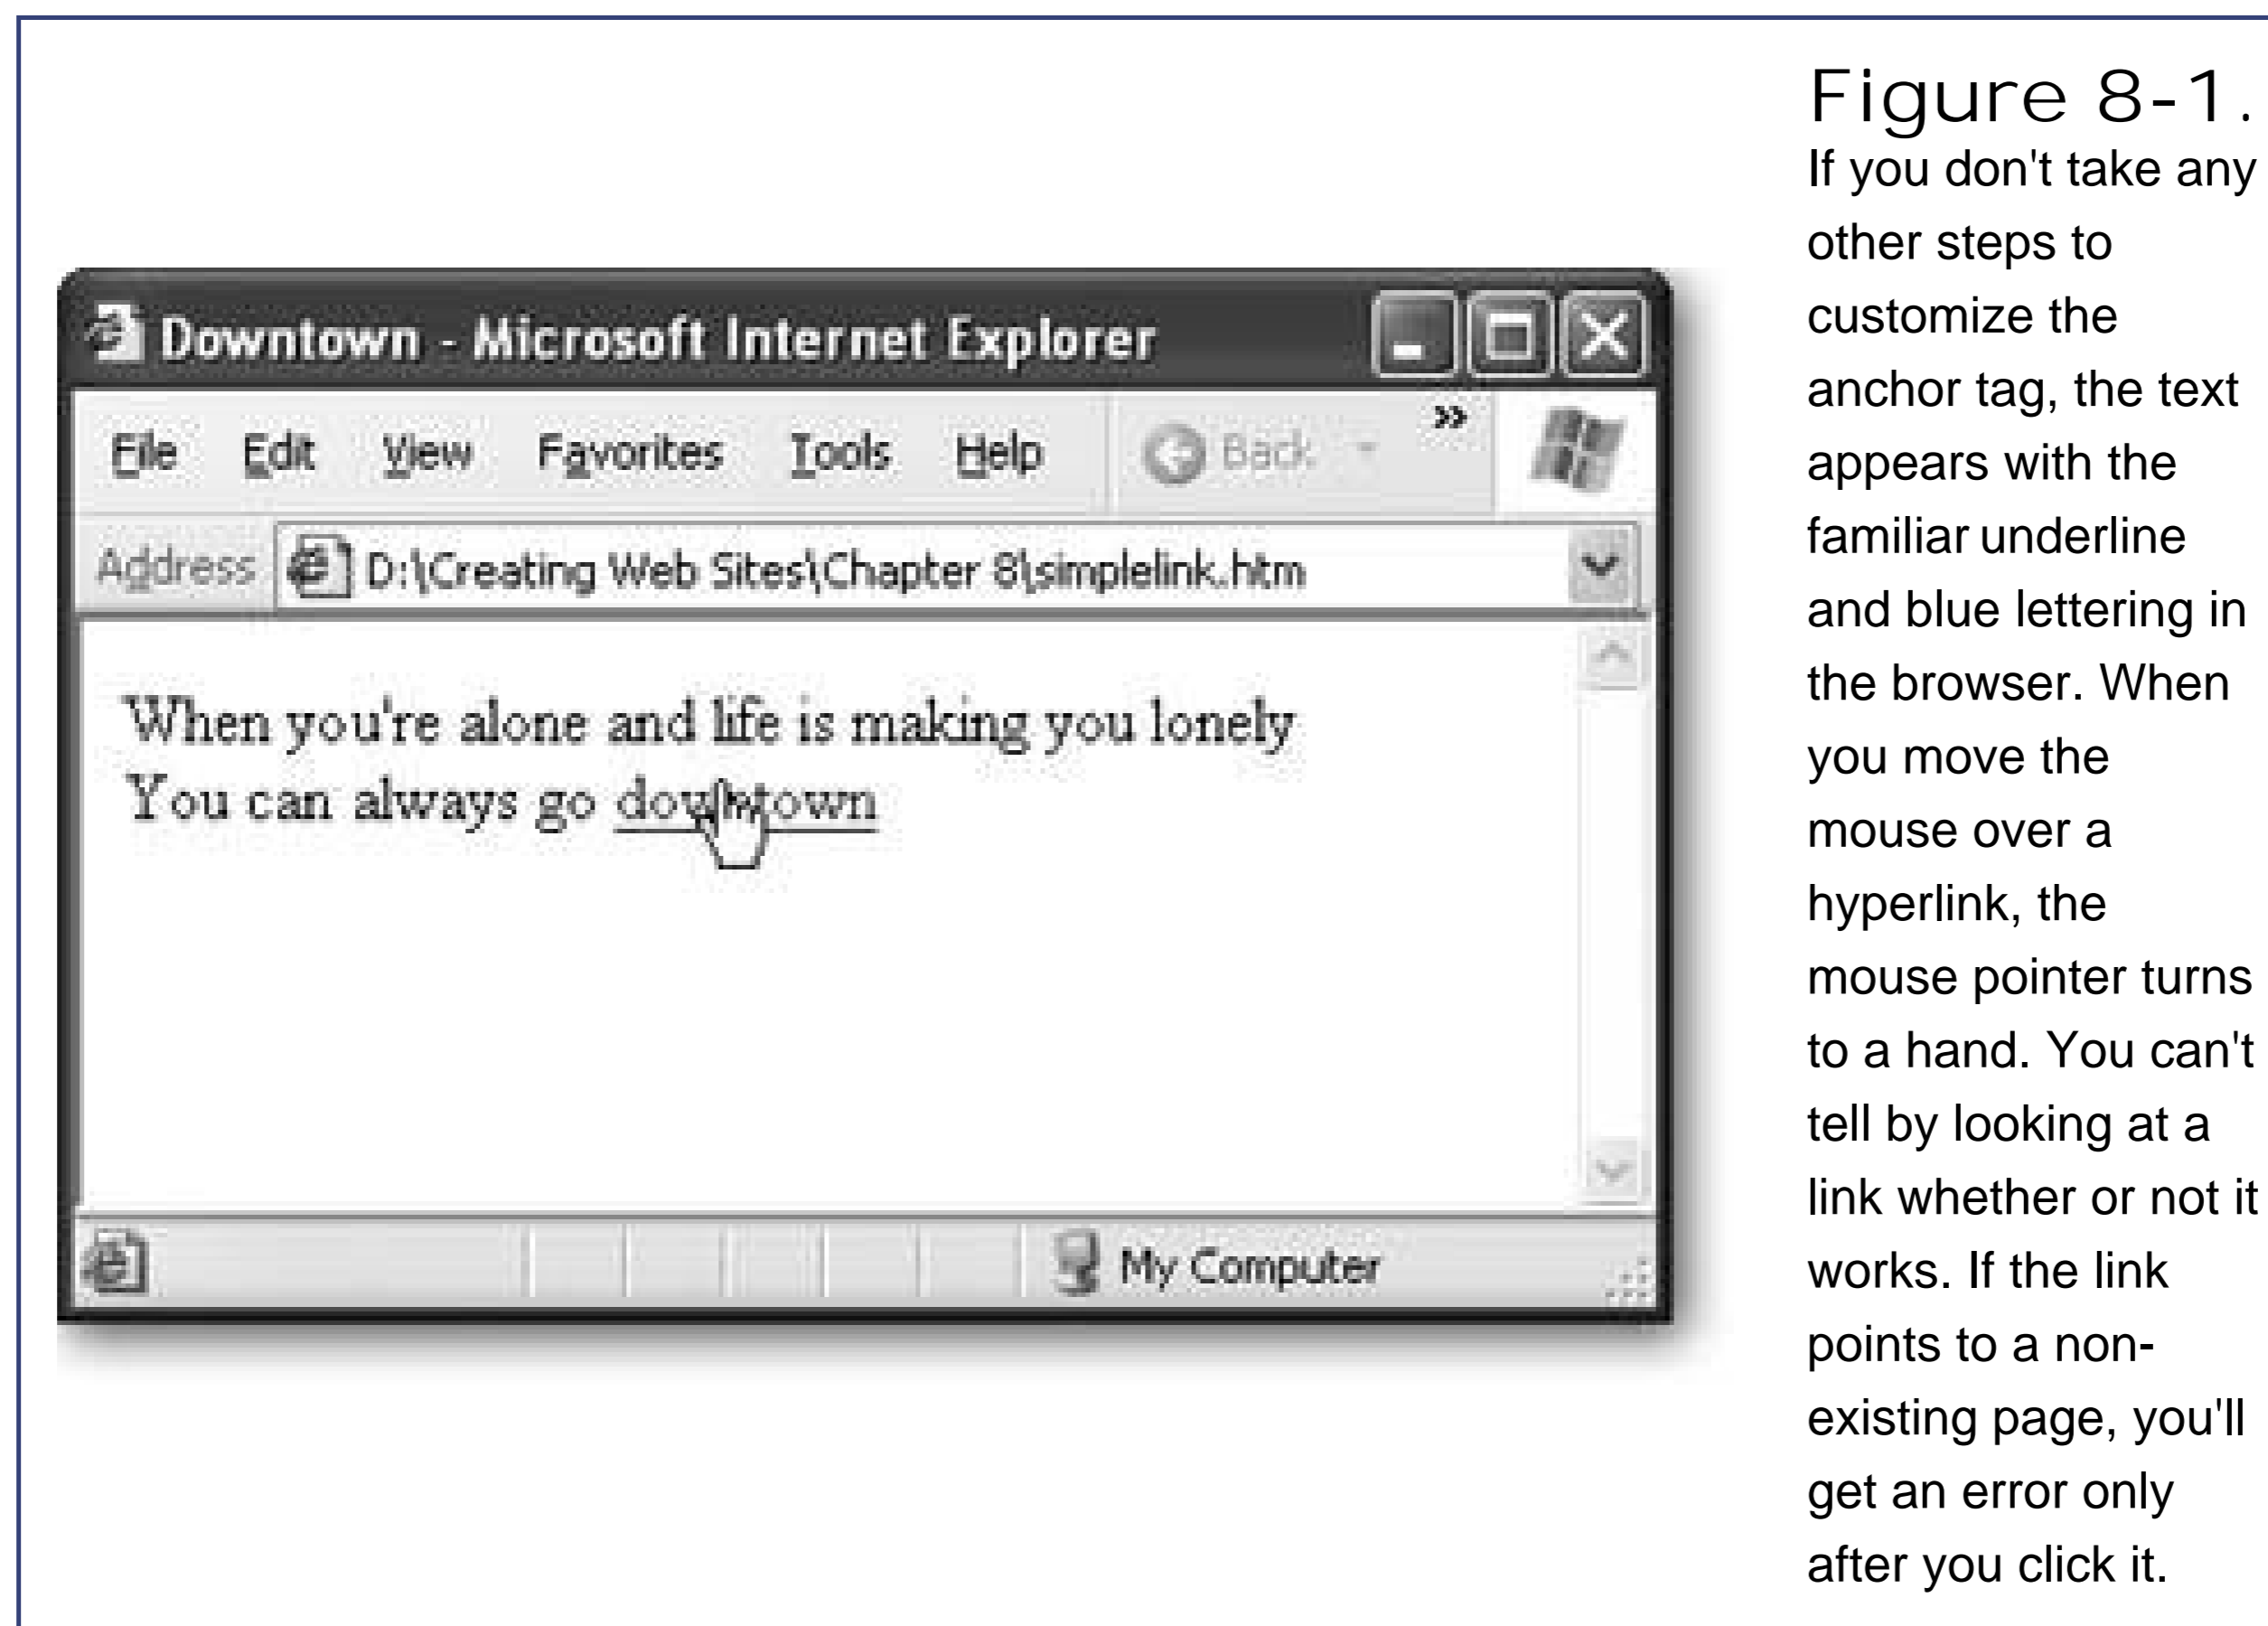 Downtown - Microsoft Internet Explorer
File Edit View Favorites Tools Help Back »
Address D:\Creating Web Sites\Chapter 8\simplelink.htm
When you're alone and life is making you lonely
You can always go downtown
My Computer
Figure 8-1.
If you don't take any
other steps to
customize the
anchor tag, the text
appears with the
familiar underline
and blue lettering in
the browser. When
you move the
mouse over a
hyperlink, the
mouse pointer turns
to a hand. You can't
tell by looking at a
link whether or not it
works. If the link
points to a non-
existing page, you'll
get an error only
after you click it.